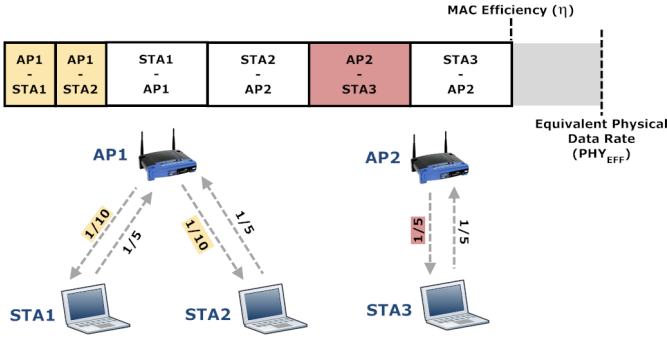 MAC Efficiency (η)
AP1 - STA1
AP1 - STA2
STA1 - AP1
STA2 - AP2
AP2 - STA3
STA3 - AP2
Equivalent Physical
Data Rate
(PHY_EFF)
AP1
AP2
1/10
1/5
1/10
1/5
1/5
1/5
STA1
STA2
STA3